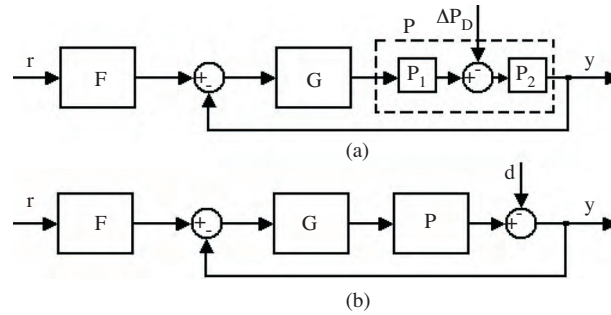 ΔP_D
P
r
F
+
-
G
P_1
+
-
P_2
y
(a)
d
r
F
+
-
G
P
+
-
y
(b)